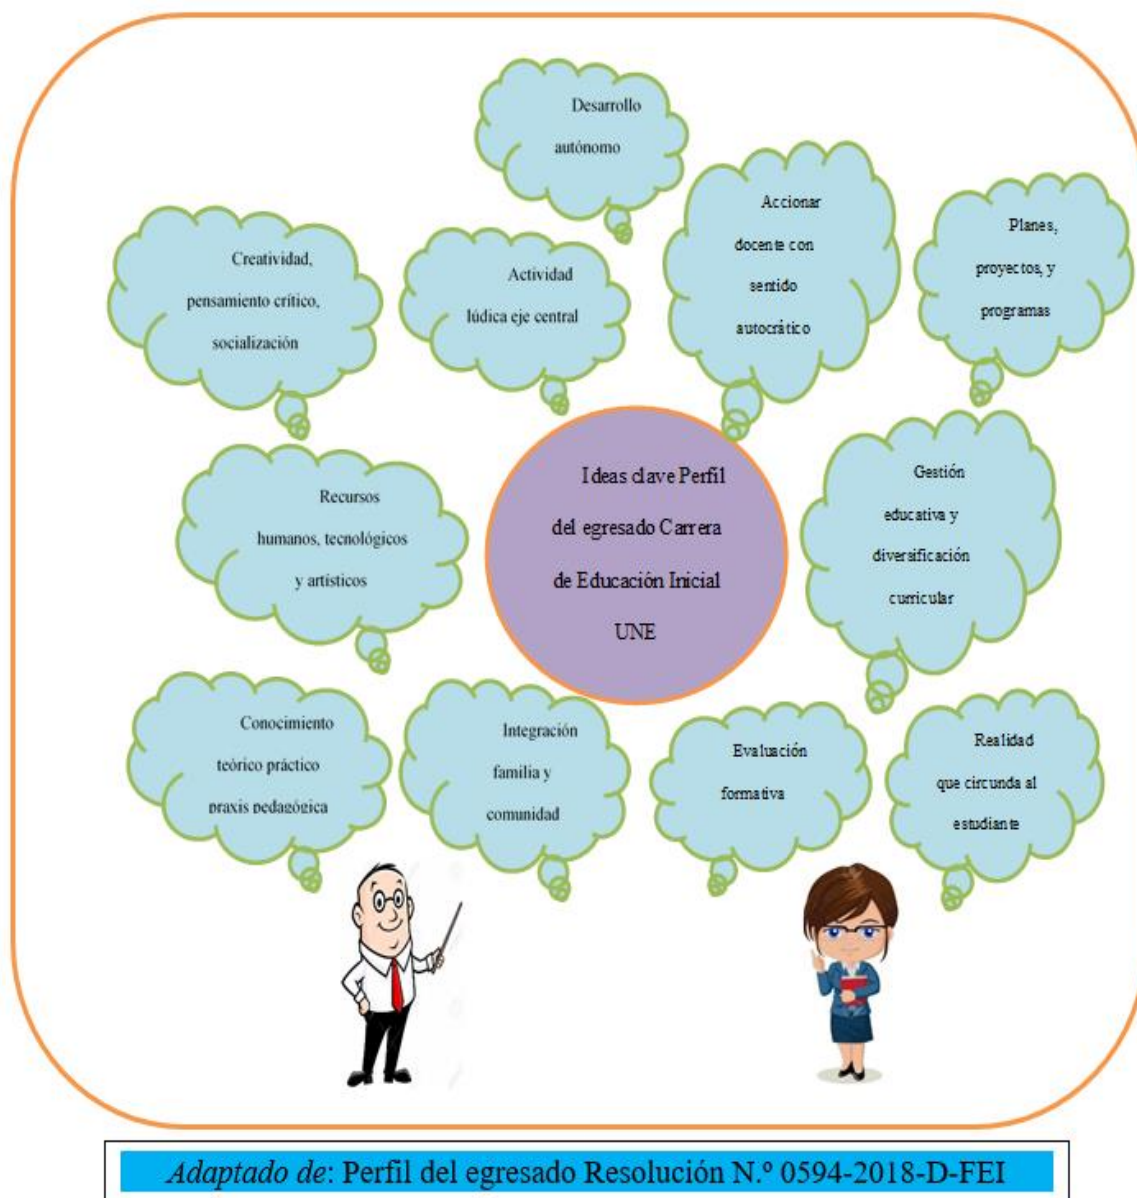 Desarrollo
autónomo
Accionar
docente con
sentido
autocrático
Planes,
proyectos, y
programas
Creatividad,
pensamiento crítico,
socialización
Actividad
lúdica eje central
Recursos
humanos, tecnológicos
y artísticos
Ideas clave Perfil
del egresado Carrera
de Educación Inicial
UNE
Gestión
educativa y
diversificación
curricular
Conocimiento
teórico práctico
praxis pedagógica
Integración
familia y
comunidad
Evaluación
formativa
Realidad
que circunda al
estudiante
Adaptado de: Perfil del egresado Resolución N.º 0594-2018-D-FEI